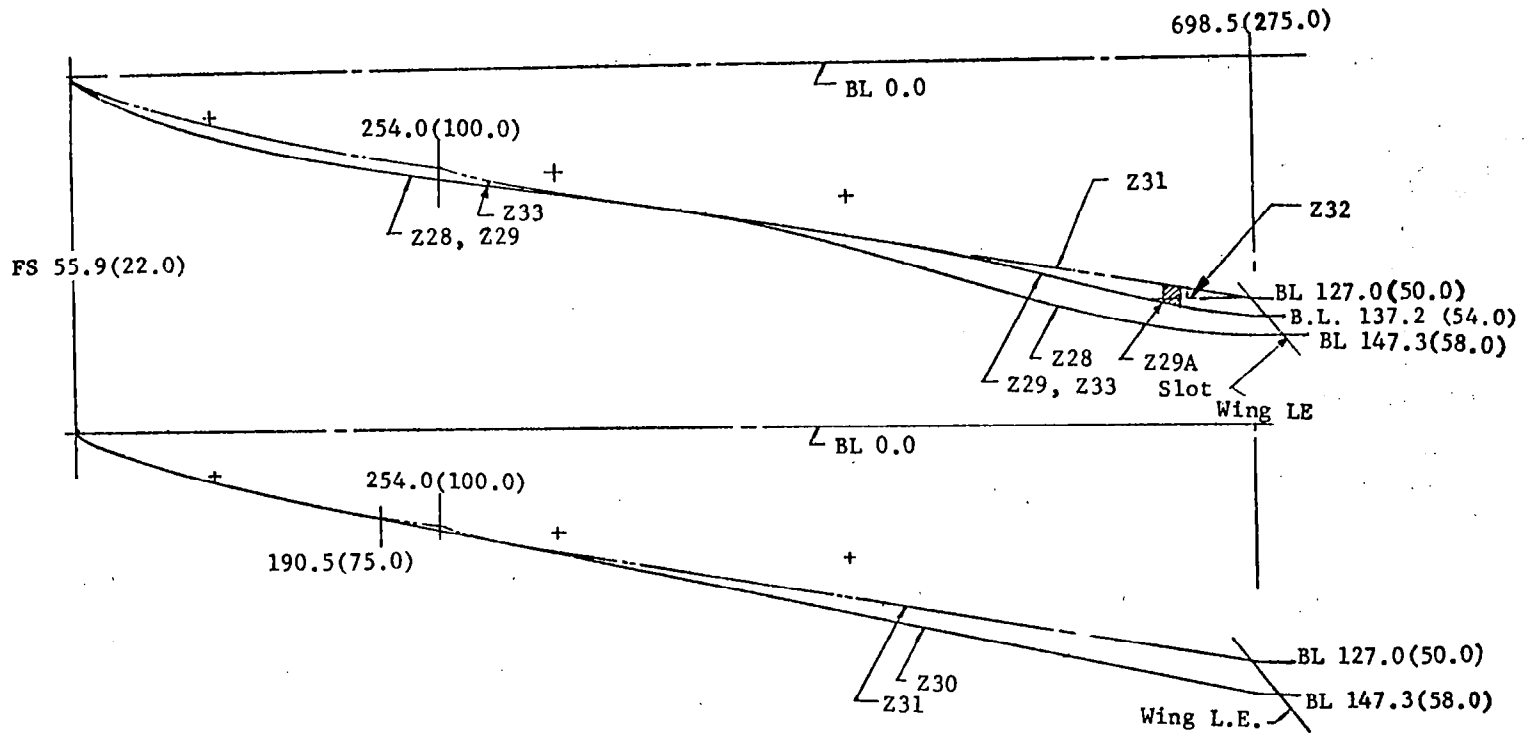 698.5(275.0)
BL 0.0
254.0(100.0)
Z31
Z33
Z32
Z28, Z29
FS 55.9(22.0)
BL 127.0(50.0)
B.L. 137.2 (54.0)
BL 147.3(58.0)
Z28
Z29A
Slot
Z29, Z33
Wing LE
BL 0.0
254.0(100.0)
190.5(75.0)
BL 127.0(50.0)
Z30
Z31
BL 147.3(58.0)
Wing L.E.